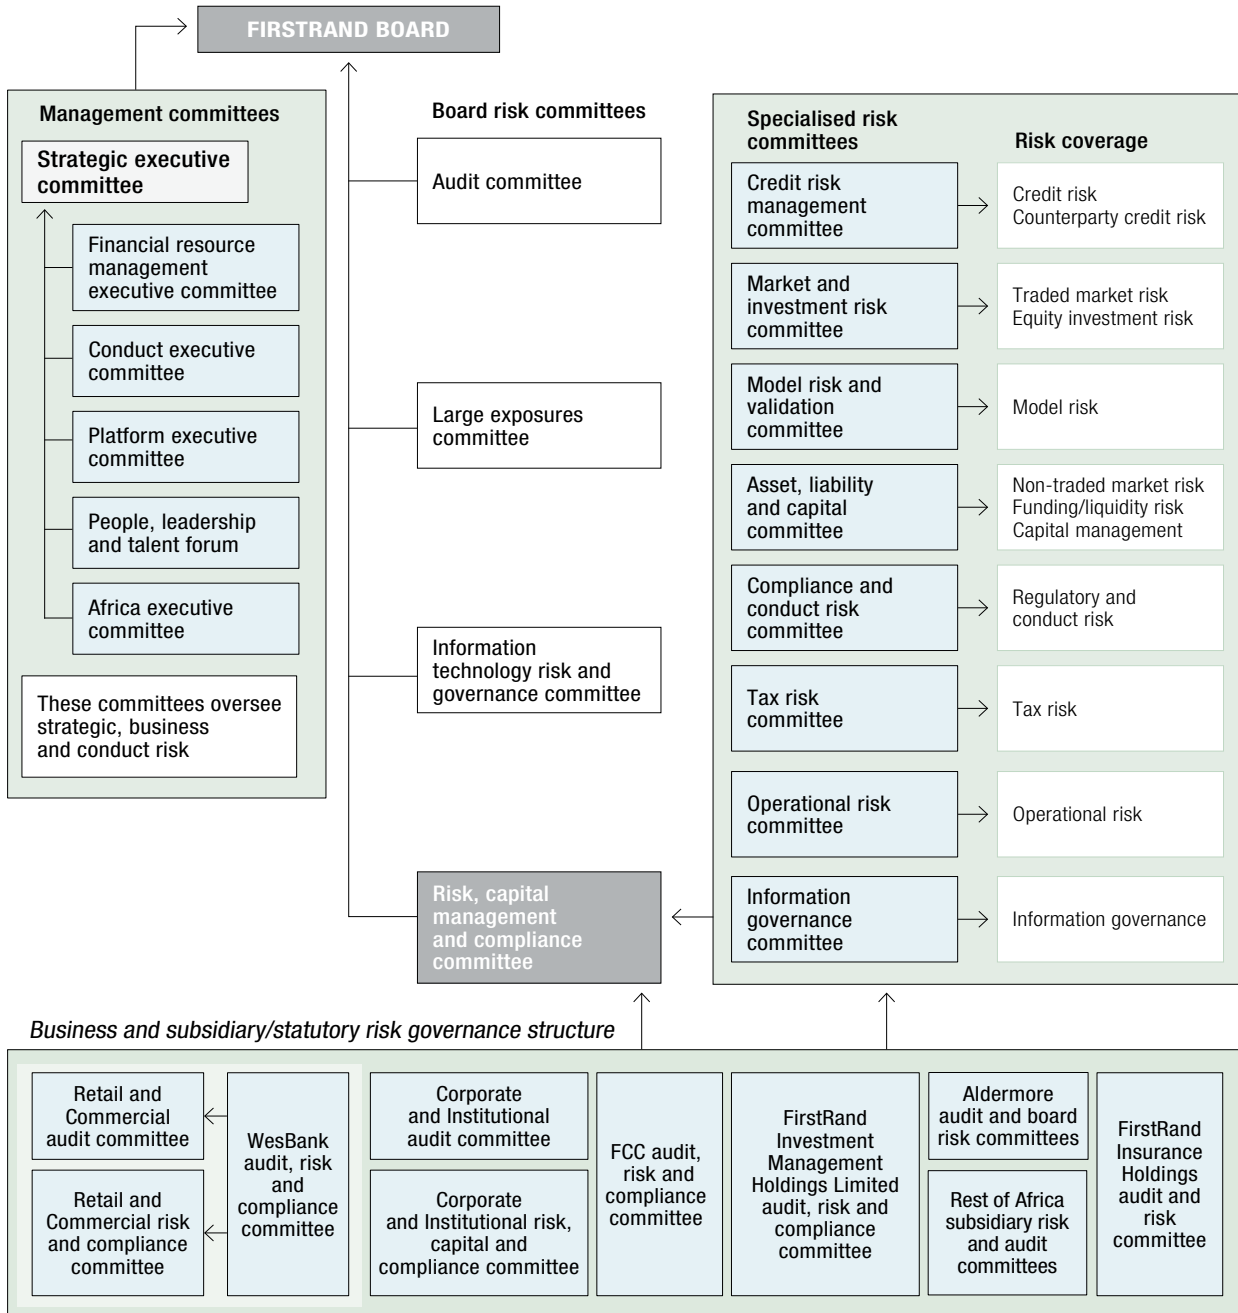 FIRSTRAND BOARD
Management committees
Strategic executive
committee
Financial resource
management
executive committee
Conduct executive
committee
Platform executive
committee
People, leadership
and talent forum
Africa executive
committee
These committees oversee
strategic, business
and conduct risk
Board risk committees
Audit committee
Large exposures
committee
Information
technology risk and
governance committee
Risk, capital
management
and compliance
committee
Specialised risk
committees
Risk coverage
Credit risk
management
committee
Credit risk
Counterparty credit risk
Market and
investment risk
committee
Traded market risk
Equity investment risk
Model risk and
validation
committee
Model risk
Asset, liability
and capital
committee
Non-traded market risk
Funding/liquidity risk
Capital management
Compliance and
conduct risk
committee
Regulatory and
conduct risk
Tax risk
committee
Tax risk
Operational risk
committee
Operational risk
Information
governance
committee
Information governance
Business and subsidiary/statutory risk governance structure
Retail and
Commercial
audit committee
Retail and
Commercial risk
and compliance
committee
WesBank
audit, risk
and
compliance
committee
Corporate
and Institutional
audit committee
Corporate
and Institutional risk,
capital and
compliance committee
FCC audit,
risk and
compliance
committee
FirstRand
Investment
Management
Holdings Limited
audit, risk and
compliance
committee
Aldermore
audit and board
risk committees
Rest of Africa
subsidiary risk
and audit
committees
FirstRand
Insurance
Holdings
audit and
risk
committee